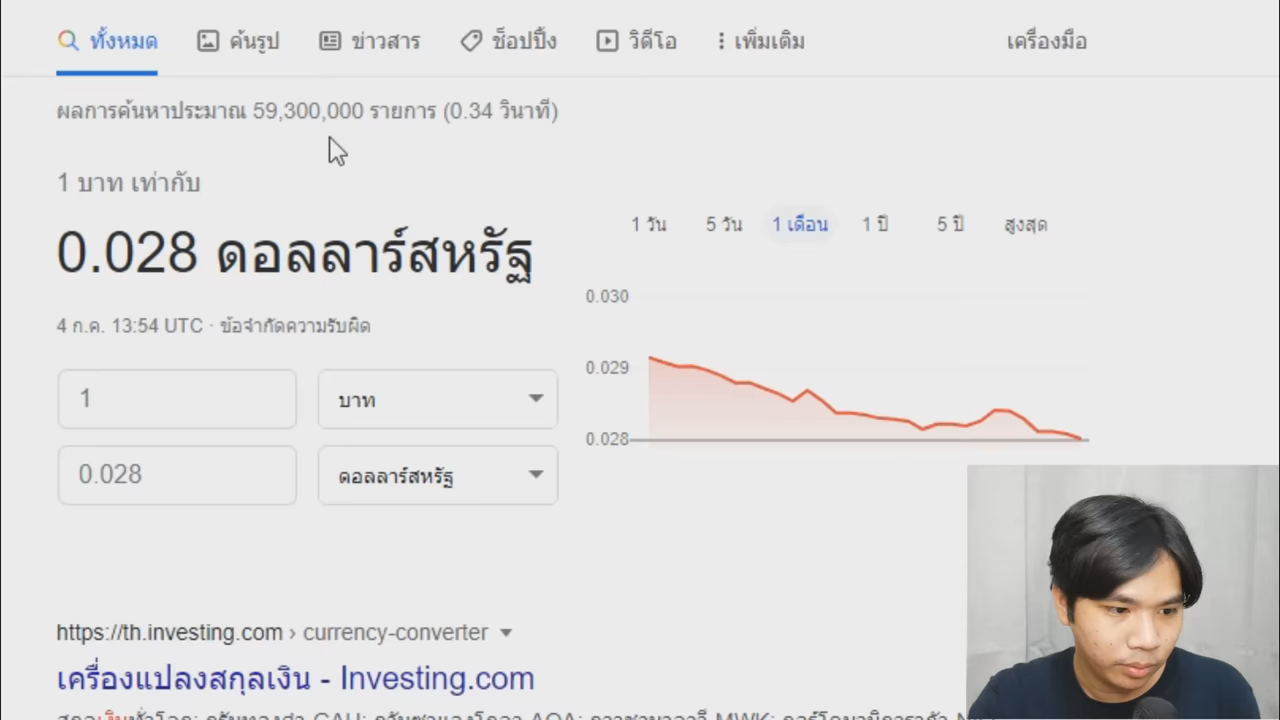 ทั้งหมด ค้นรูป ข่าวสาร ช็อปปิ้ง วิดีโอ เพิ่มเติม เครื่องมือ
ผลการค้นหาประมาณ 59,300,000 รายการ (0.34 วินาที)
1 บาท เท่ากับ
0.028 ดอลลาร์สหรัฐ
4 ก.ค. 13:54 UTC · ข้อจำกัดความรับผิด
1 บาท
0.028 ดอลลาร์สหรัฐ
1 วัน 5 วัน 1 เดือน 1 ปี 5 ปี สูงสุด
0.030
0.029
0.028
https://th.investing.com › currency-converter
เครื่องแปลงสกุลเงิน - Investing.com